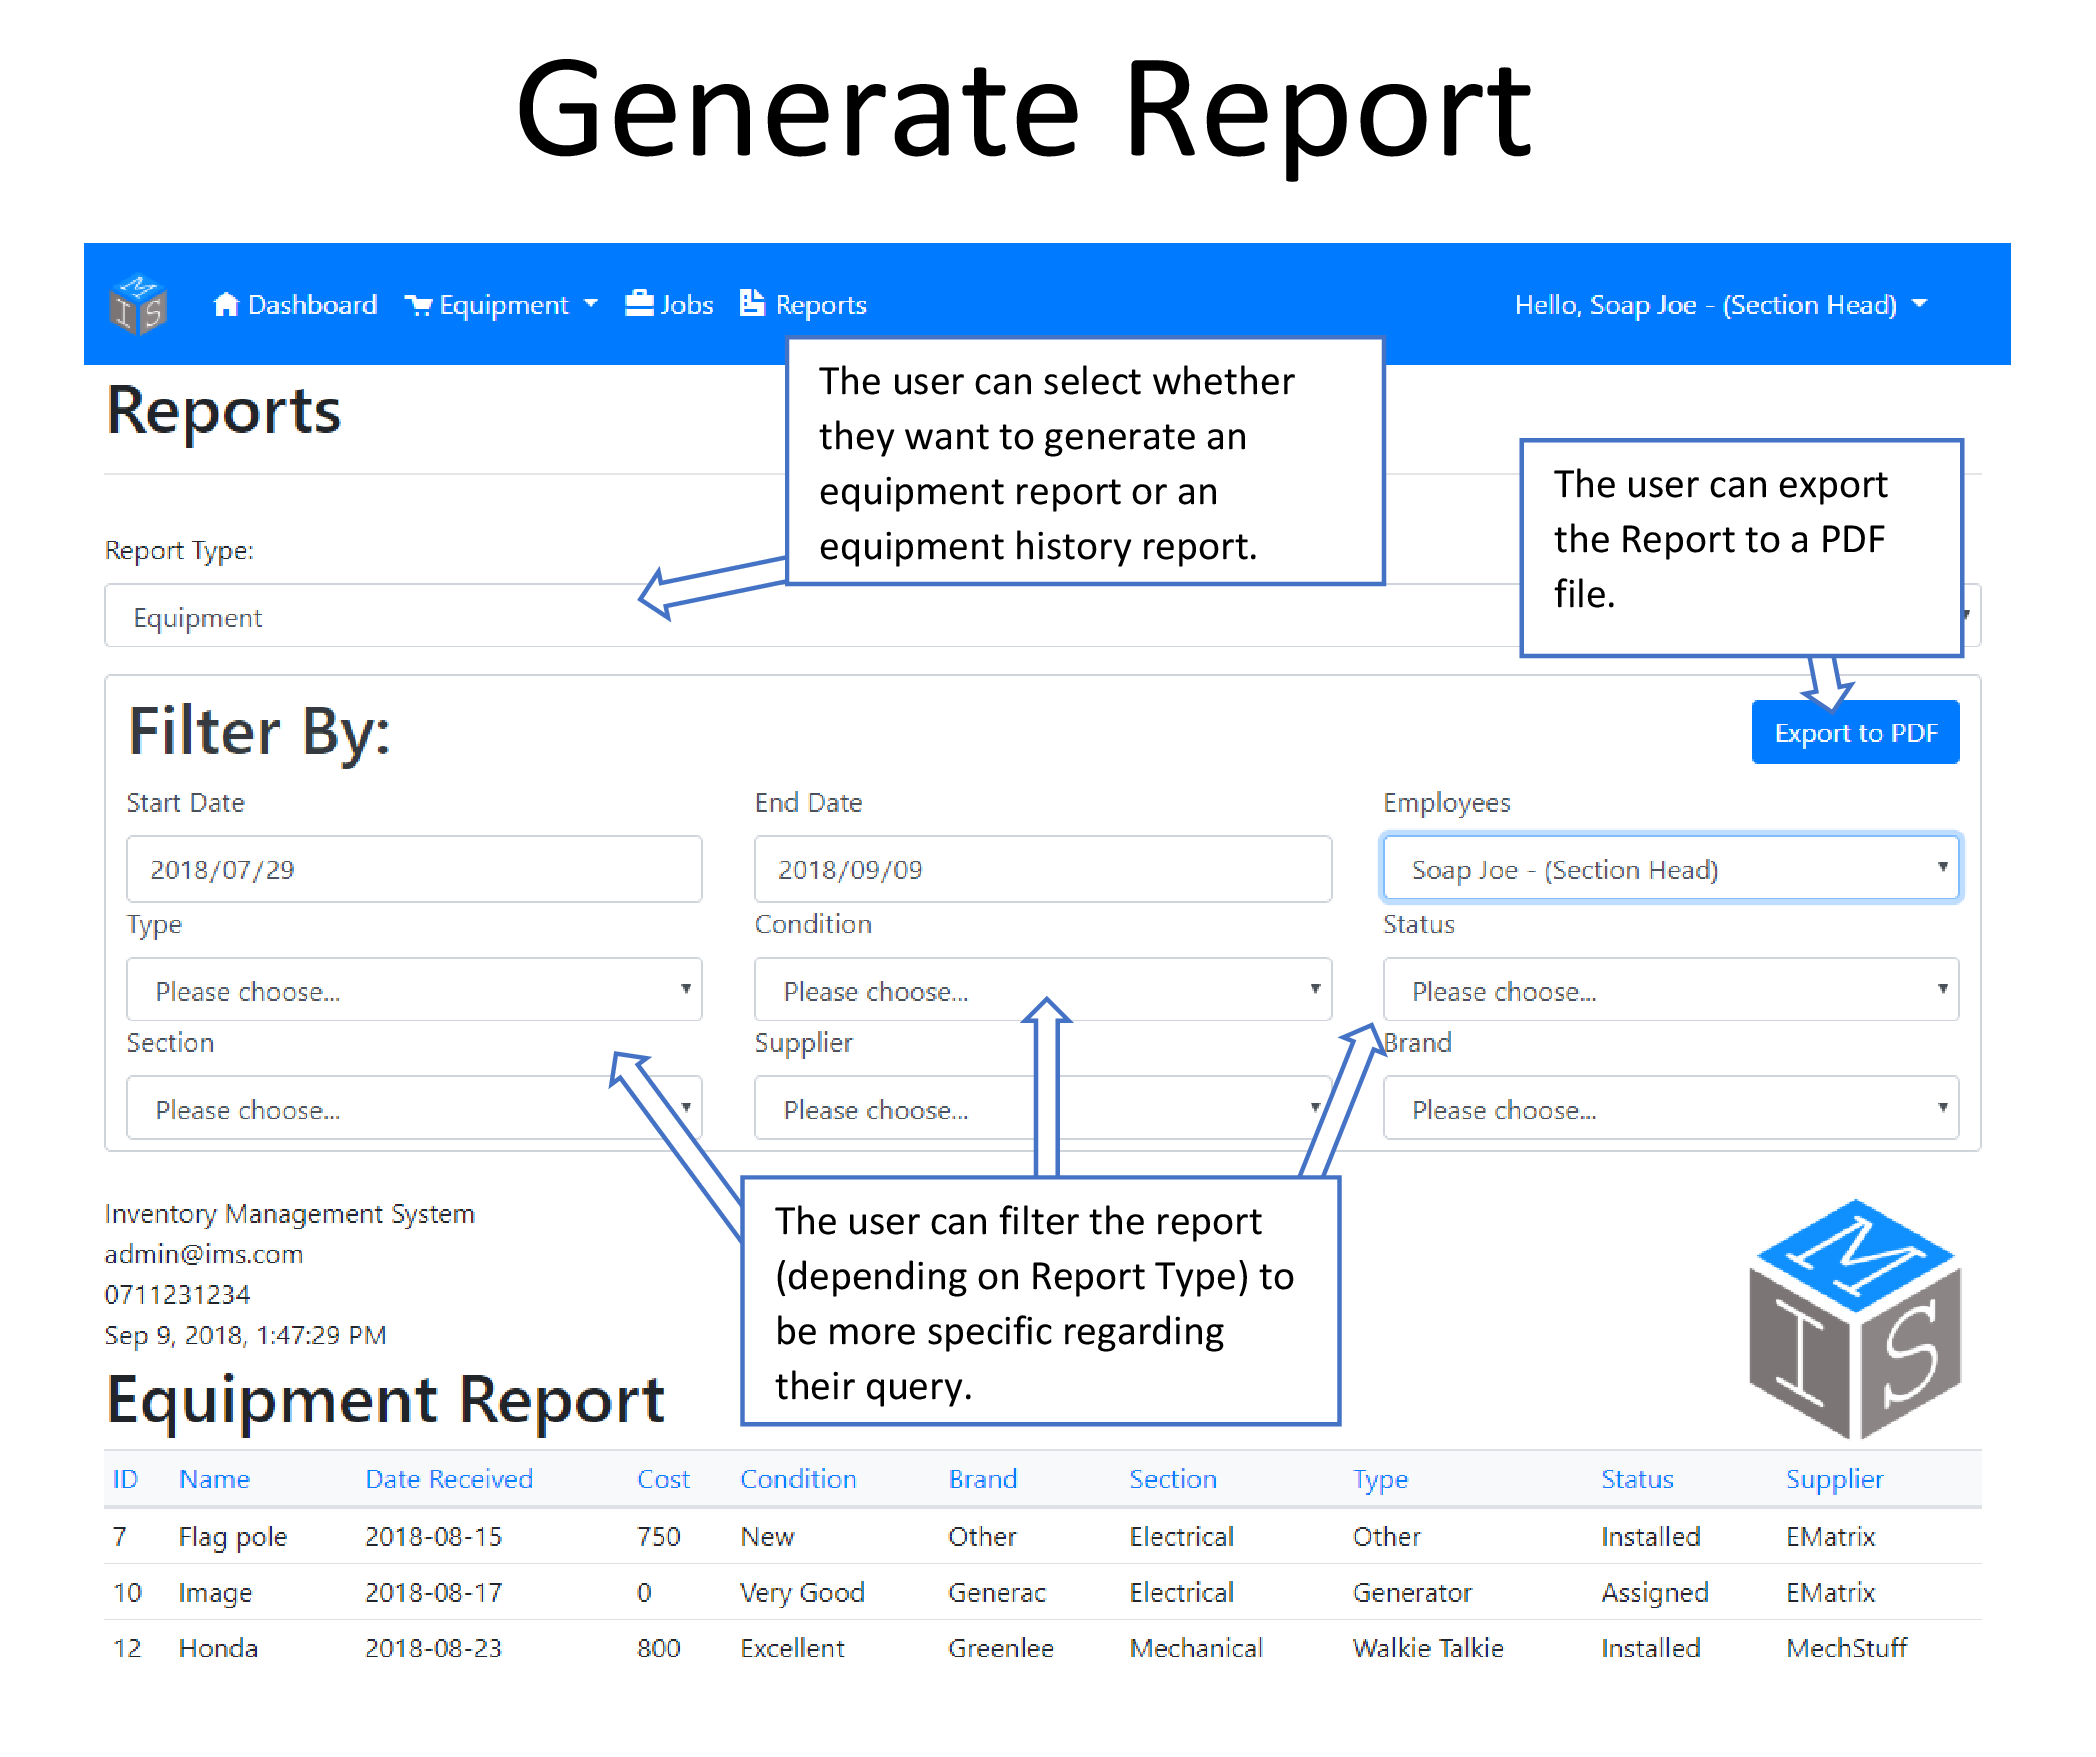 Generate Report
M
I S
Dashboard Equipment Jobs Reports Hello, Soap Joe - (Section Head)
Reports
The user can select whether
they want to generate an
equipment report or an
equipment history report.
The user can export
the Report to a PDF
file.
Report Type:
Equipment
Filter By:
Export to PDF
Start Date End Date Employees
2018/07/29 2018/09/09 Soap Joe - (Section Head)
Type Condition Status
Please choose... Please choose... Please choose...
Section Supplier Brand
Please choose... Please choose... Please choose...
The user can filter the report
(depending on Report Type) to
be more specific regarding
their query.
Inventory Management System
admin@ims.com
0711231234
Sep 9, 2018, 1:47:29 PM
M
I S
Equipment Report
ID Name Date Received Cost Condition Brand Section Type Status Supplier
7 Flag pole 2018-08-15 750 New Other Electrical Other Installed EMatrix
10 Image 2018-08-17 0 Very Good Generac Electrical Generator Assigned EMatrix
12 Honda 2018-08-23 800 Excellent Greenlee Mechanical Walkie Talkie Installed MechStuff